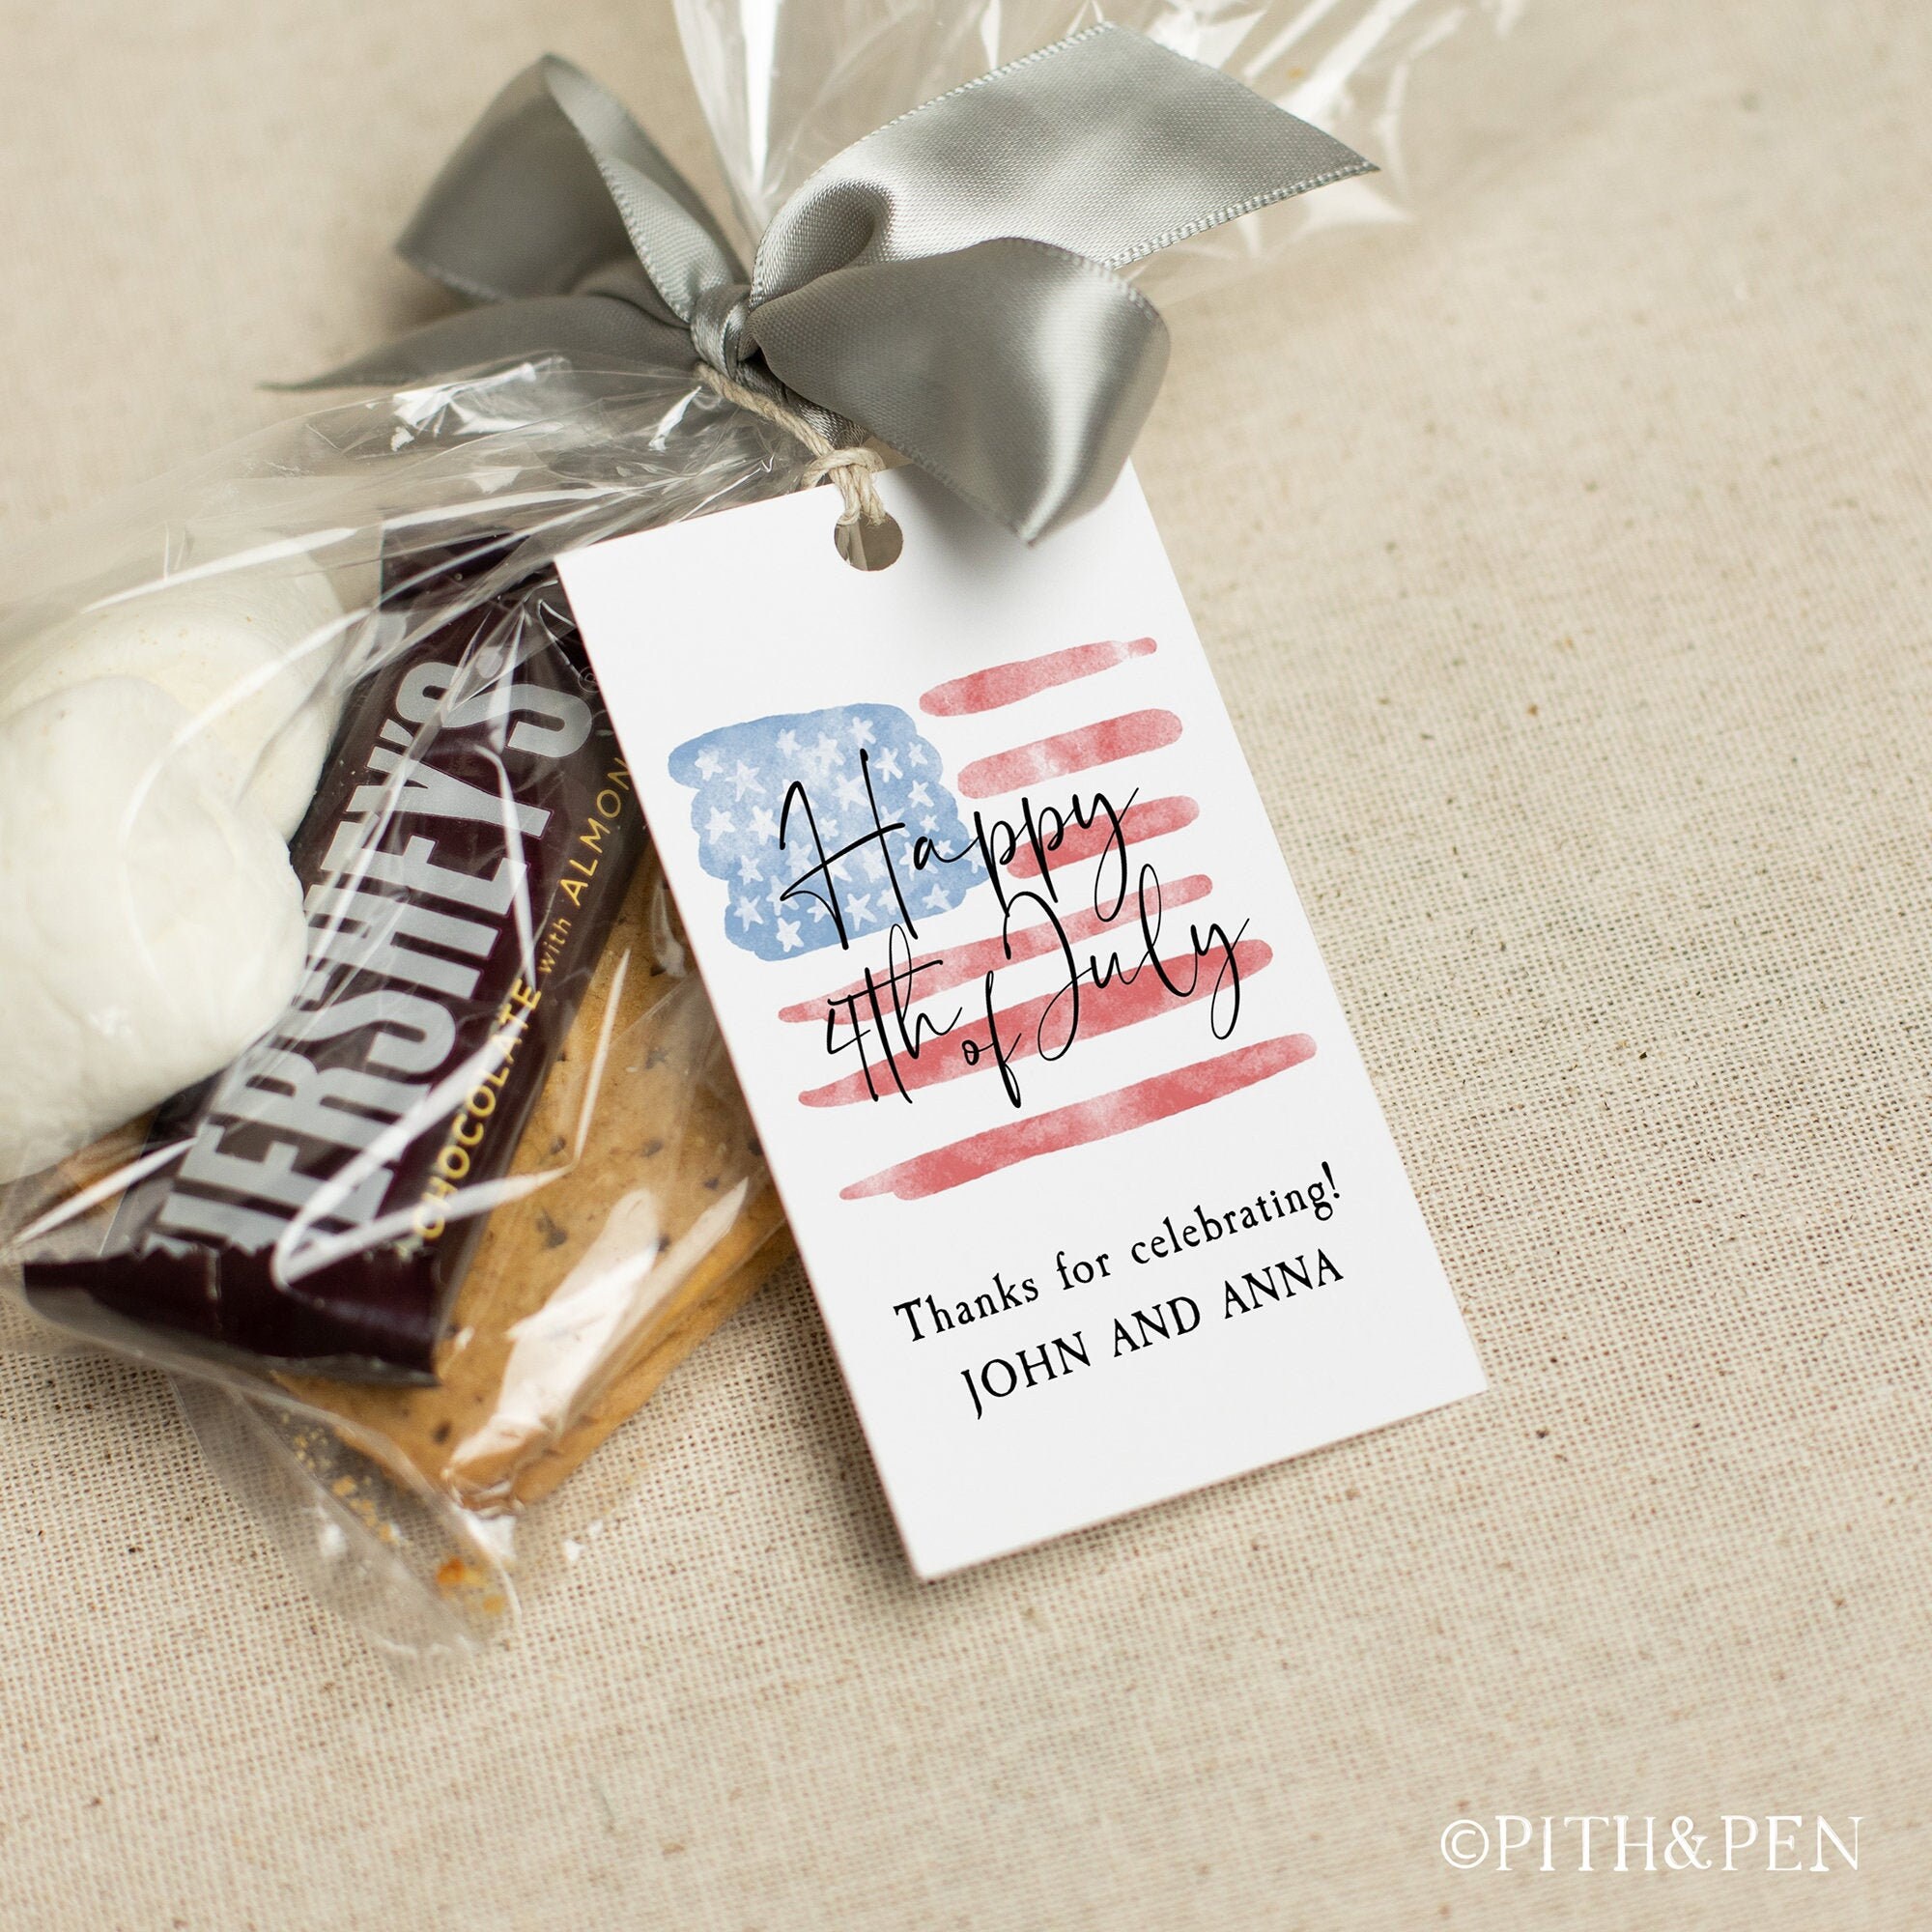 HERSHEY'S
CHOCOLATE with ALMON
Happy
4th of July
Thanks for celebrating!
JOHN AND ANNA
©PITH&PEN